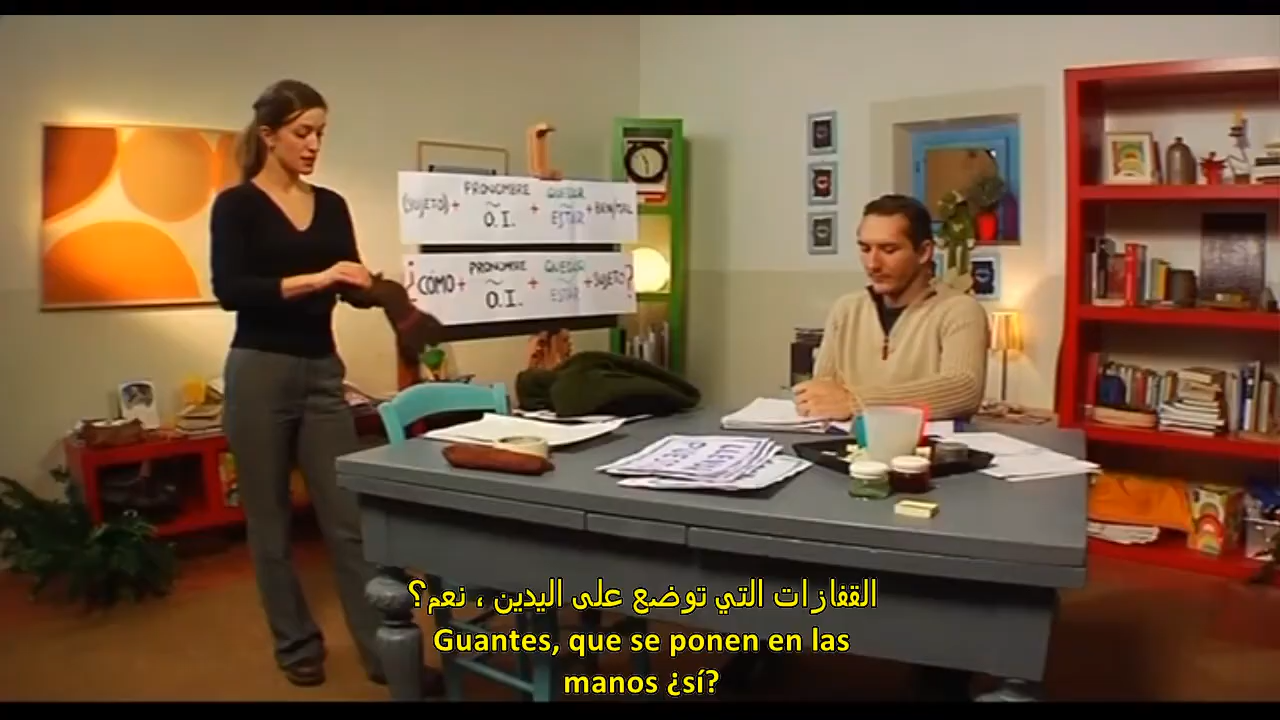 PRONOMBRE QUEDAR
(SUJETO) + ~ + ~ + BIEN/MAL
O.I. ESTAR
PRONOMBRE QUEDAR
¿CÓMO + ~ + ~ + SUJETO?
O.I. ESTAR
القفازات التي توضع على اليدين ، نعم؟
Guantes, que se ponen en las
manos ¿sí?